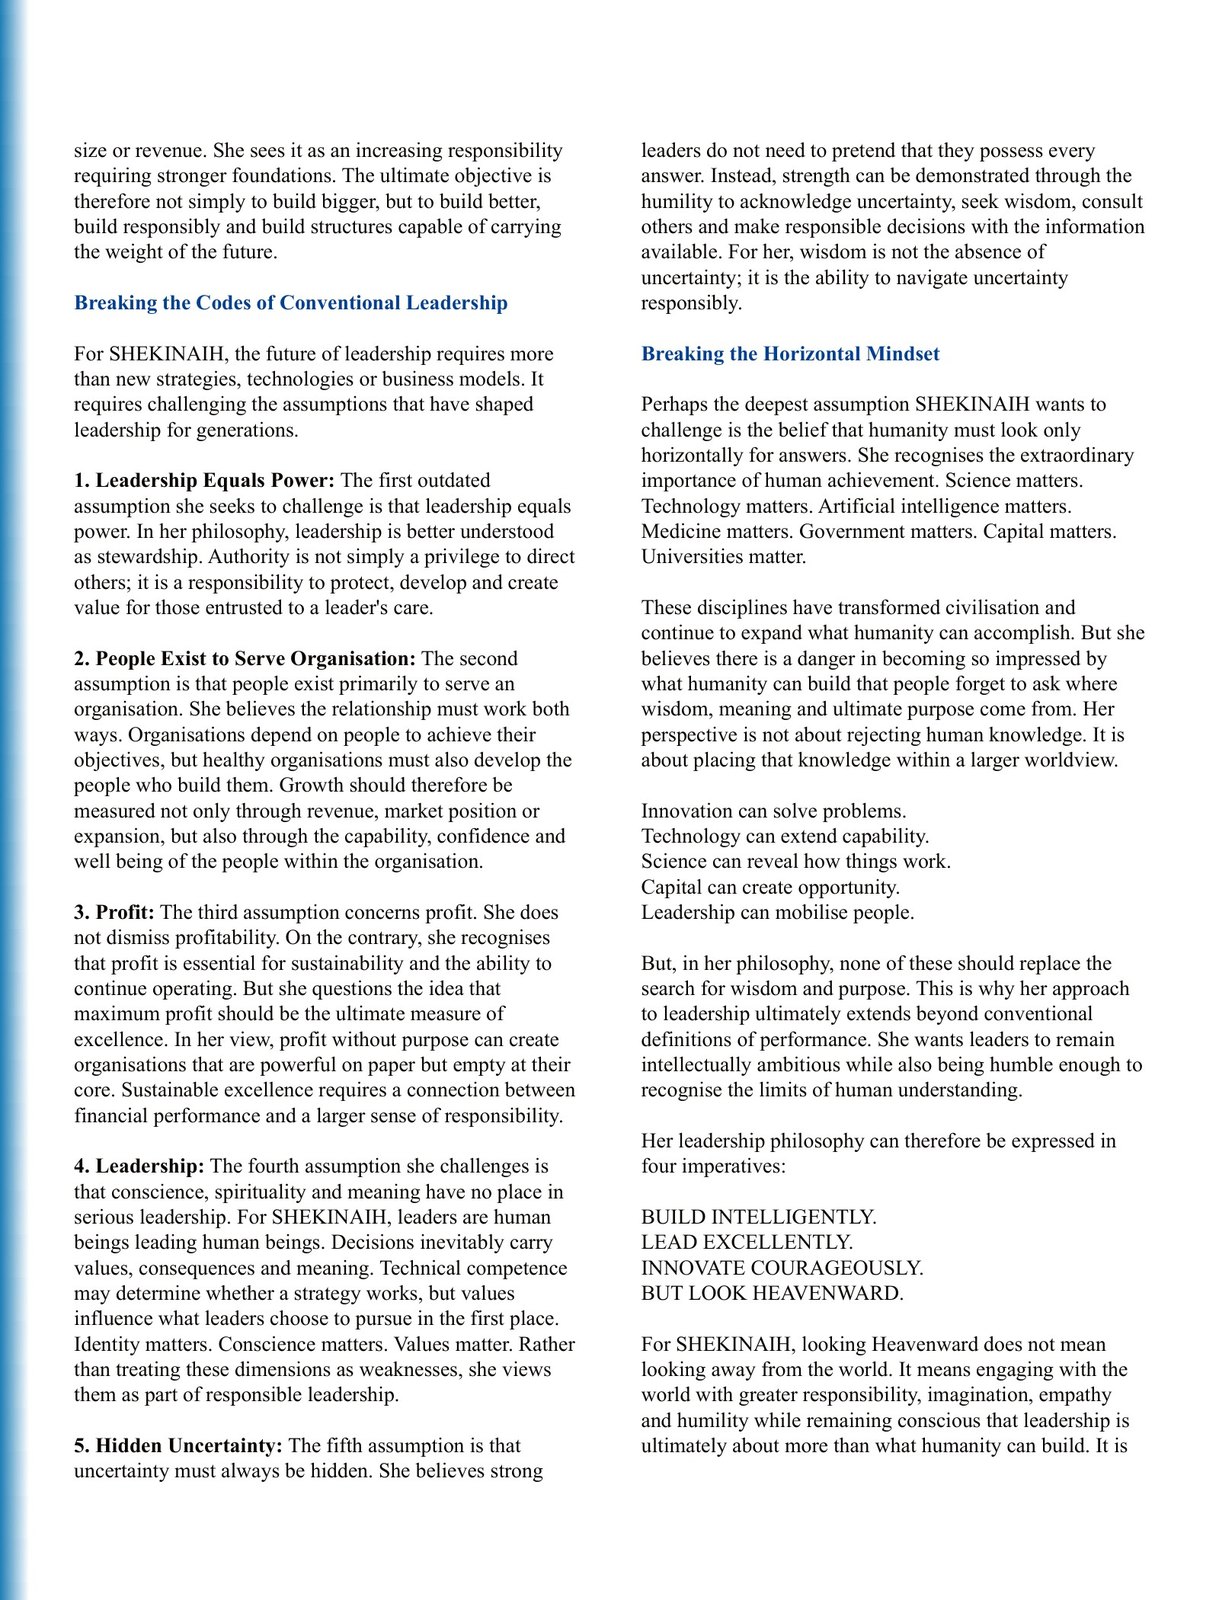 size or revenue. She sees it as an increasing responsibility
requiring stronger foundations. The ultimate objective is
therefore not simply to build bigger, but to build better,
build responsibly and build structures capable of carrying
the weight of the future.
Breaking the Codes of Conventional Leadership
For SHEKINAIH, the future of leadership requires more
than new strategies, technologies or business models. It
requires challenging the assumptions that have shaped
leadership for generations.
1. Leadership Equals Power: The first outdated
assumption she seeks to challenge is that leadership equals
power. In her philosophy, leadership is better understood
as stewardship. Authority is not simply a privilege to direct
others; it is a responsibility to protect, develop and create
value for those entrusted to a leader's care.
2. People Exist to Serve Organisation: The second
assumption is that people exist primarily to serve an
organisation. She believes the relationship must work both
ways. Organisations depend on people to achieve their
objectives, but healthy organisations must also develop the
people who build them. Growth should therefore be
measured not only through revenue, market position or
expansion, but also through the capability, confidence and
well being of the people within the organisation.
3. Profit: The third assumption concerns profit. She does
not dismiss profitability. On the contrary, she recognises
that profit is essential for sustainability and the ability to
continue operating. But she questions the idea that
maximum profit should be the ultimate measure of
excellence. In her view, profit without purpose can create
organisations that are powerful on paper but empty at their
core. Sustainable excellence requires a connection between
financial performance and a larger sense of responsibility.
4. Leadership: The fourth assumption she challenges is
that conscience, spirituality and meaning have no place in
serious leadership. For SHEKINAIH, leaders are human
beings leading human beings. Decisions inevitably carry
values, consequences and meaning. Technical competence
may determine whether a strategy works, but values
influence what leaders choose to pursue in the first place.
Identity matters. Conscience matters. Values matter. Rather
than treating these dimensions as weaknesses, she views
them as part of responsible leadership.
5. Hidden Uncertainty: The fifth assumption is that
uncertainty must always be hidden. She believes strong
leaders do not need to pretend that they possess every
answer. Instead, strength can be demonstrated through the
humility to acknowledge uncertainty, seek wisdom, consult
others and make responsible decisions with the information
available. For her, wisdom is not the absence of
uncertainty; it is the ability to navigate uncertainty
responsibly.
Breaking the Horizontal Mindset
Perhaps the deepest assumption SHEKINAIH wants to
challenge is the belief that humanity must look only
horizontally for answers. She recognises the extraordinary
importance of human achievement. Science matters.
Technology matters. Artificial intelligence matters.
Medicine matters. Government matters. Capital matters.
Universities matter.
These disciplines have transformed civilisation and
continue to expand what humanity can accomplish. But she
believes there is a danger in becoming so impressed by
what humanity can build that people forget to ask where
wisdom, meaning and ultimate purpose come from. Her
perspective is not about rejecting human knowledge. It is
about placing that knowledge within a larger worldview.
Innovation can solve problems.
Technology can extend capability.
Science can reveal how things work.
Capital can create opportunity.
Leadership can mobilise people.
But, in her philosophy, none of these should replace the
search for wisdom and purpose. This is why her approach
to leadership ultimately extends beyond conventional
definitions of performance. She wants leaders to remain
intellectually ambitious while also being humble enough to
recognise the limits of human understanding.
Her leadership philosophy can therefore be expressed in
four imperatives:
BUILD INTELLIGENTLY.
LEAD EXCELLENTLY.
INNOVATE COURAGEOUSLY.
BUT LOOK HEAVENWARD.
For SHEKINAIH, looking Heavenward does not mean
looking away from the world. It means engaging with the
world with greater responsibility, imagination, empathy
and humility while remaining conscious that leadership is
ultimately about more than what humanity can build. It is